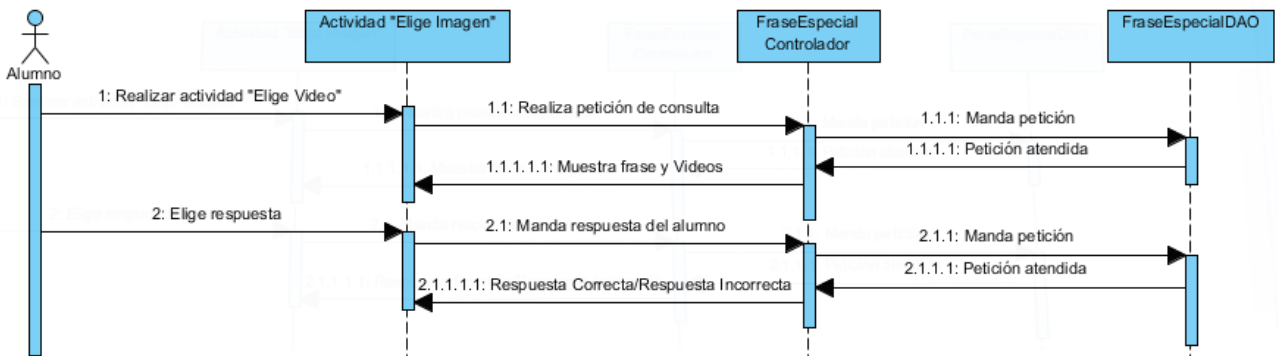 Actividad "Elige Imagen"
FraseEspecial
Controlador
FraseEspecialDAO
Alumno
1: Realizar actividad "Elige Video"
1.1: Realiza petición de consulta
1.1.1: Manda petición
1.1.1.1: Petición atendida
1.1.1.1.1: Muestra frase y Videos
2: Elige respuesta
2.1: Manda respuesta del alumno
2.1.1: Manda petición
2.1.1.1: Petición atendida
2.1.1.1.1: Respuesta Correcta/Respuesta Incorrecta